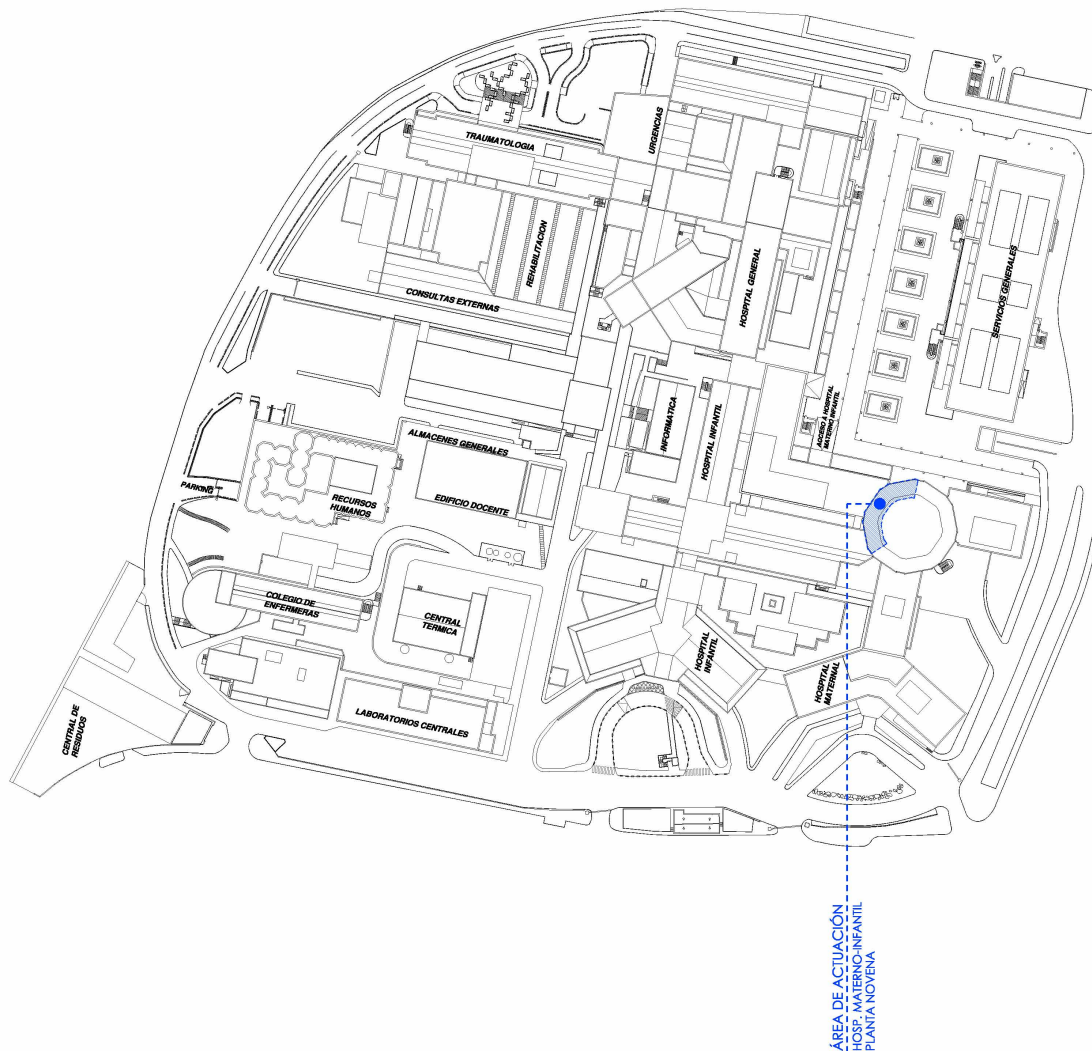 TRAUMATOLOGIA
URGENCIAS
REHABILITACION
CONSULTAS EXTERNAS
HOSPITAL GENERAL
SERVICIOS GENERALES
INFORMATICA
HOSPITAL INFANTIL
ACCESO A HOSPITAL
MATERNO INFANTIL
ALMACENES GENERALES
EDIFICIO DOCENTE
PARKING
RECURSOS
HUMANOS
COLEGIO DE
ENFERMERAS
CENTRAL
TERMICA
HOSPITAL
INFANTIL
HOSPITAL
MATERNAL
LABORATORIOS CENTRALES
CENTRAL DE
RESIDUOS
ÁREA DE ACTUACIÓN
HOSP. MATERNO-INFANTIL
PLANTA NOVENA